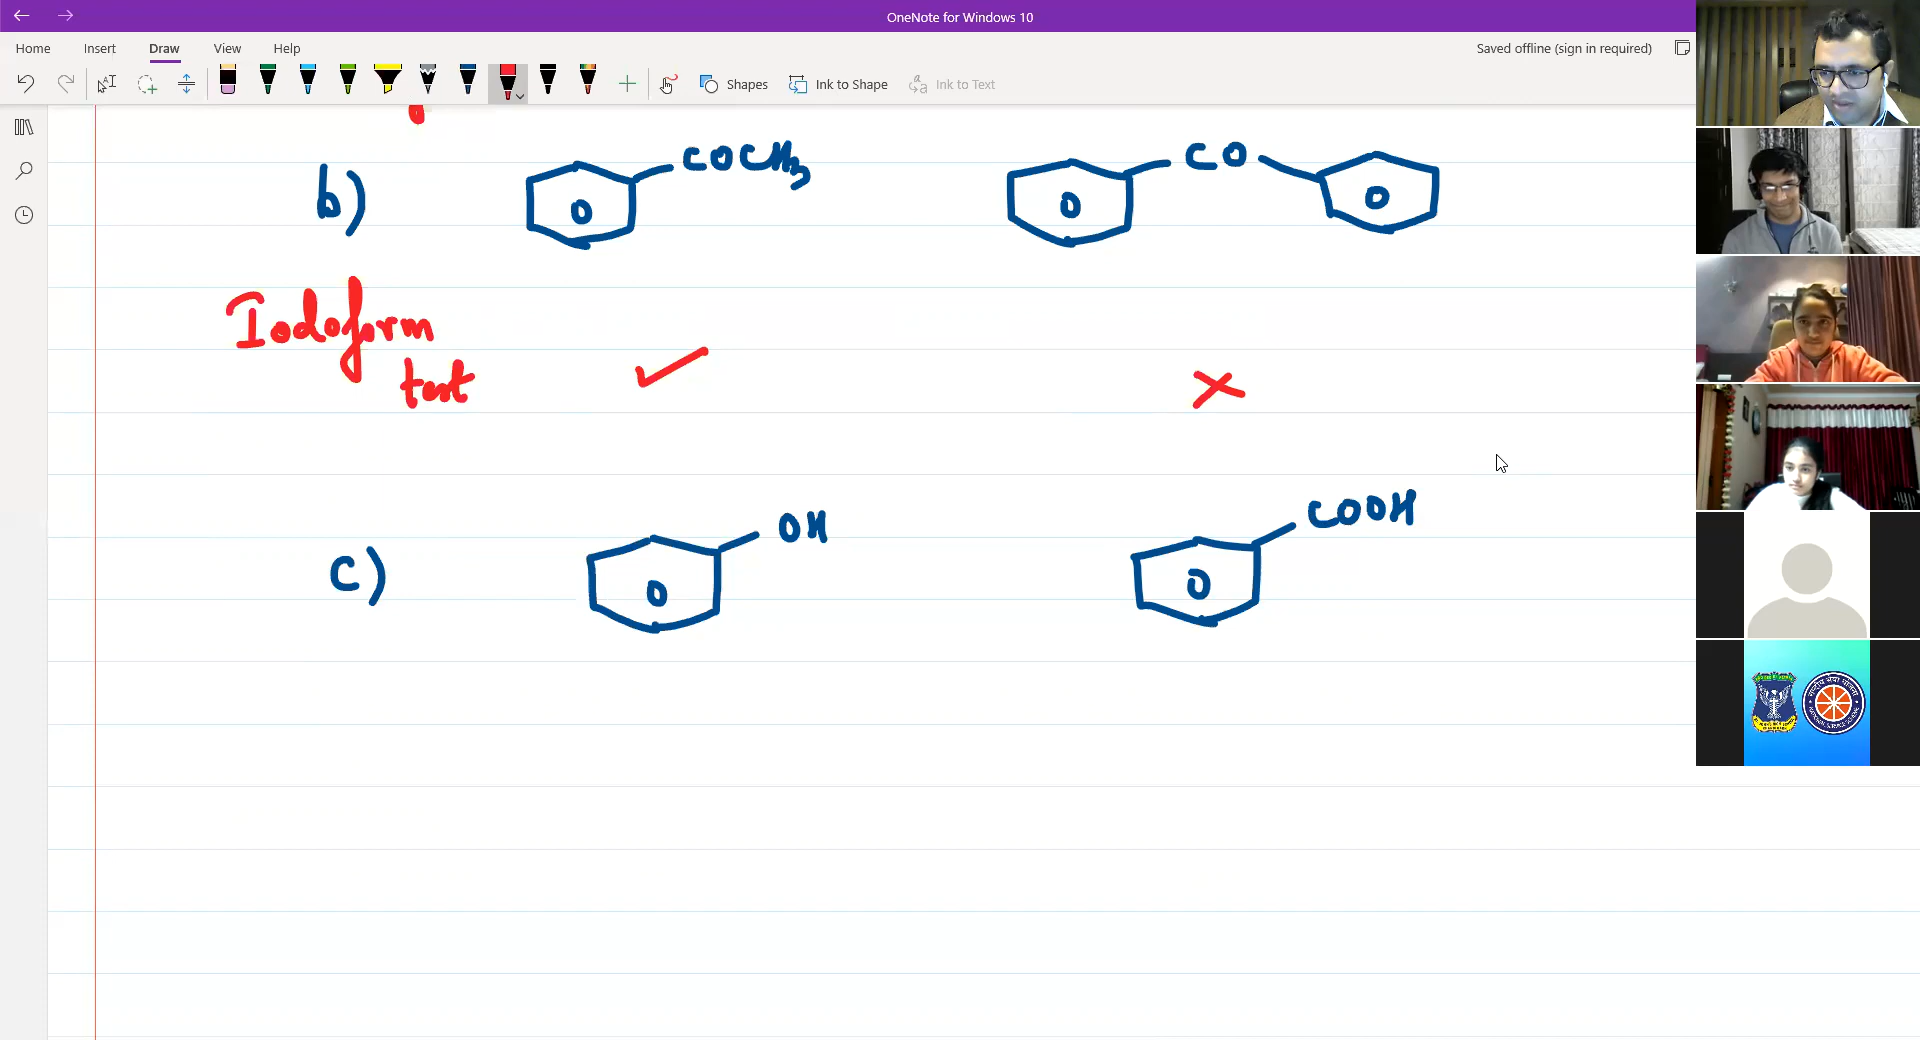 OneNote for Windows 10
Home Insert Draw View Help
Saved offline (sign in required)
Shapes Ink to Shape Ink to Text
b) COCH3 CO
Iodoform
test
c) OH COOH